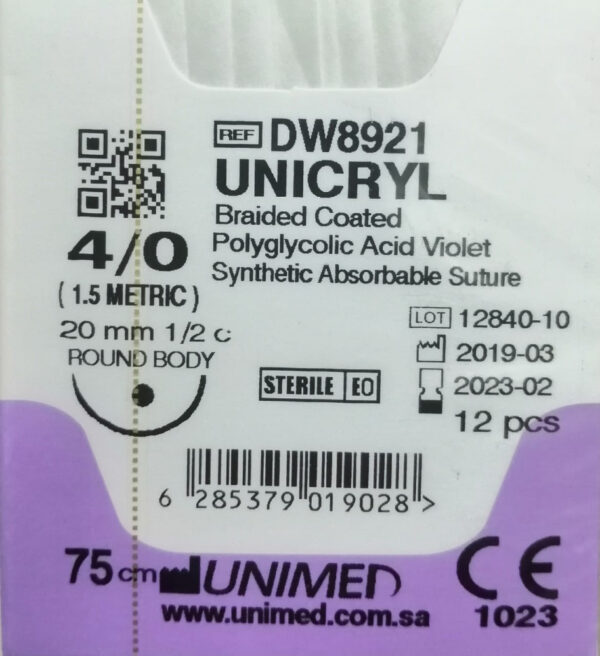 REF DW8921
UNICRYL
Braided Coated
Polyglycolic Acid Violet
Synthetic Absorbable Suture
4/0
(1.5 METRIC)
20 mm 1/2 c
ROUND BODY
LOT 12840-10
2019-03
2023-02
12 pcs
STERILE EO
6 285379 019028 >
75 cm UNIMED
www.unimed.com.sa
CE
1023